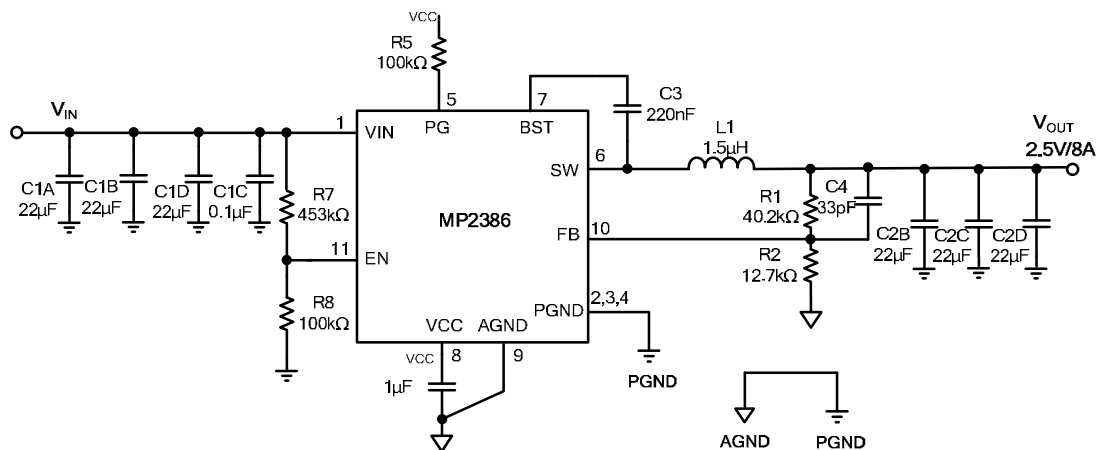 VCC
R5
100kΩ
5
7
C3
220nF
VIN
1
VIN
PG
BST
L1
1.5μH
VOUT
2.5V/8A
6
SW
C1A
22μF
C1B
22μF
C1D
22μF
C1C
0.1μF
R7
453kΩ
MP2386
R1
40.2kΩ
C4
33pF
FB
10
C2B
22μF
C2C
22μF
C2D
22μF
11
EN
R2
12.7kΩ
R8
100kΩ
2,3,4
PGND
VCC
AGND
VCC
8
9
1μF
PGND
AGND
PGND